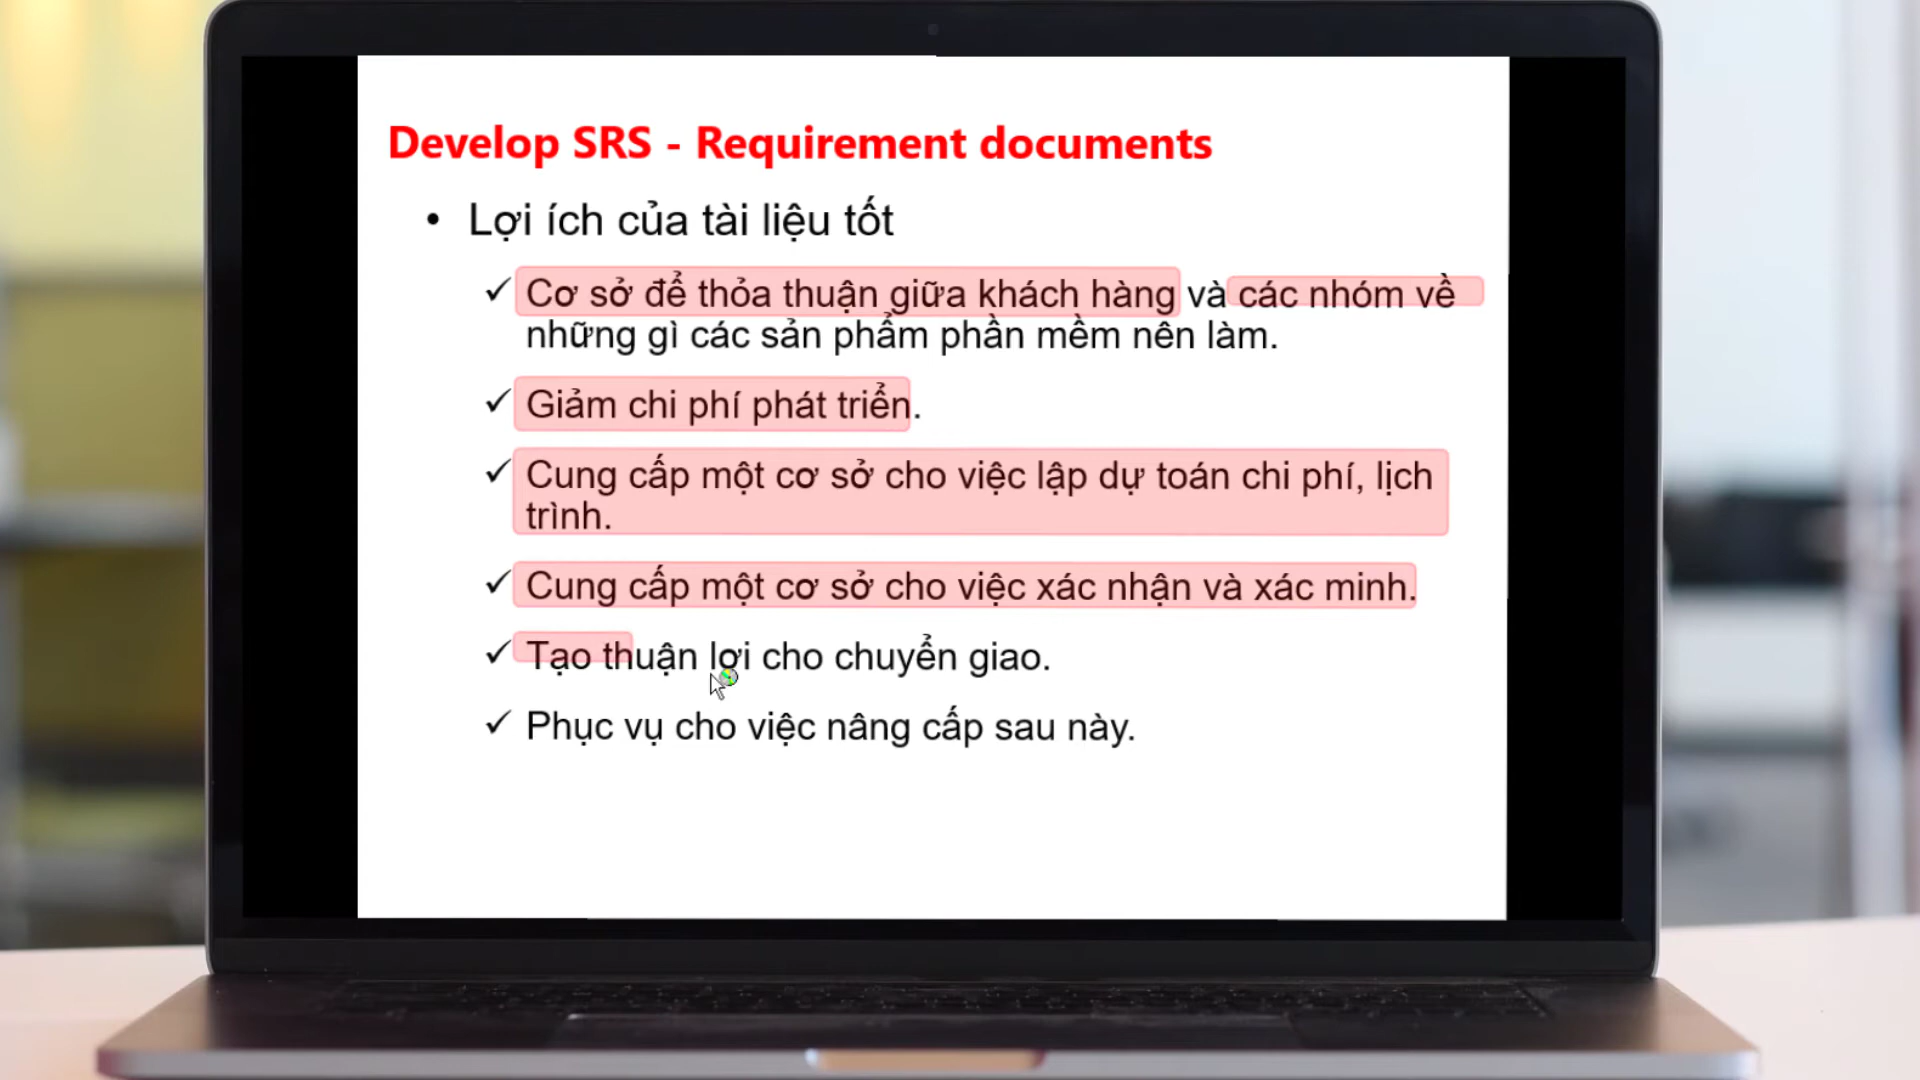 Develop SRS - Requirement documents
• Lợi ích của tài liệu tốt
✓ Cơ sở để thỏa thuận giữa khách hàng và các nhóm về
những gì các sản phẩm phần mềm nên làm.
✓ Giảm chi phí phát triển.
✓ Cung cấp một cơ sở cho việc lập dự toán chi phí, lịch
trình.
✓ Cung cấp một cơ sở cho việc xác nhận và xác minh.
✓ Tạo thuận lợi cho chuyển giao.
✓ Phục vụ cho việc nâng cấp sau này.